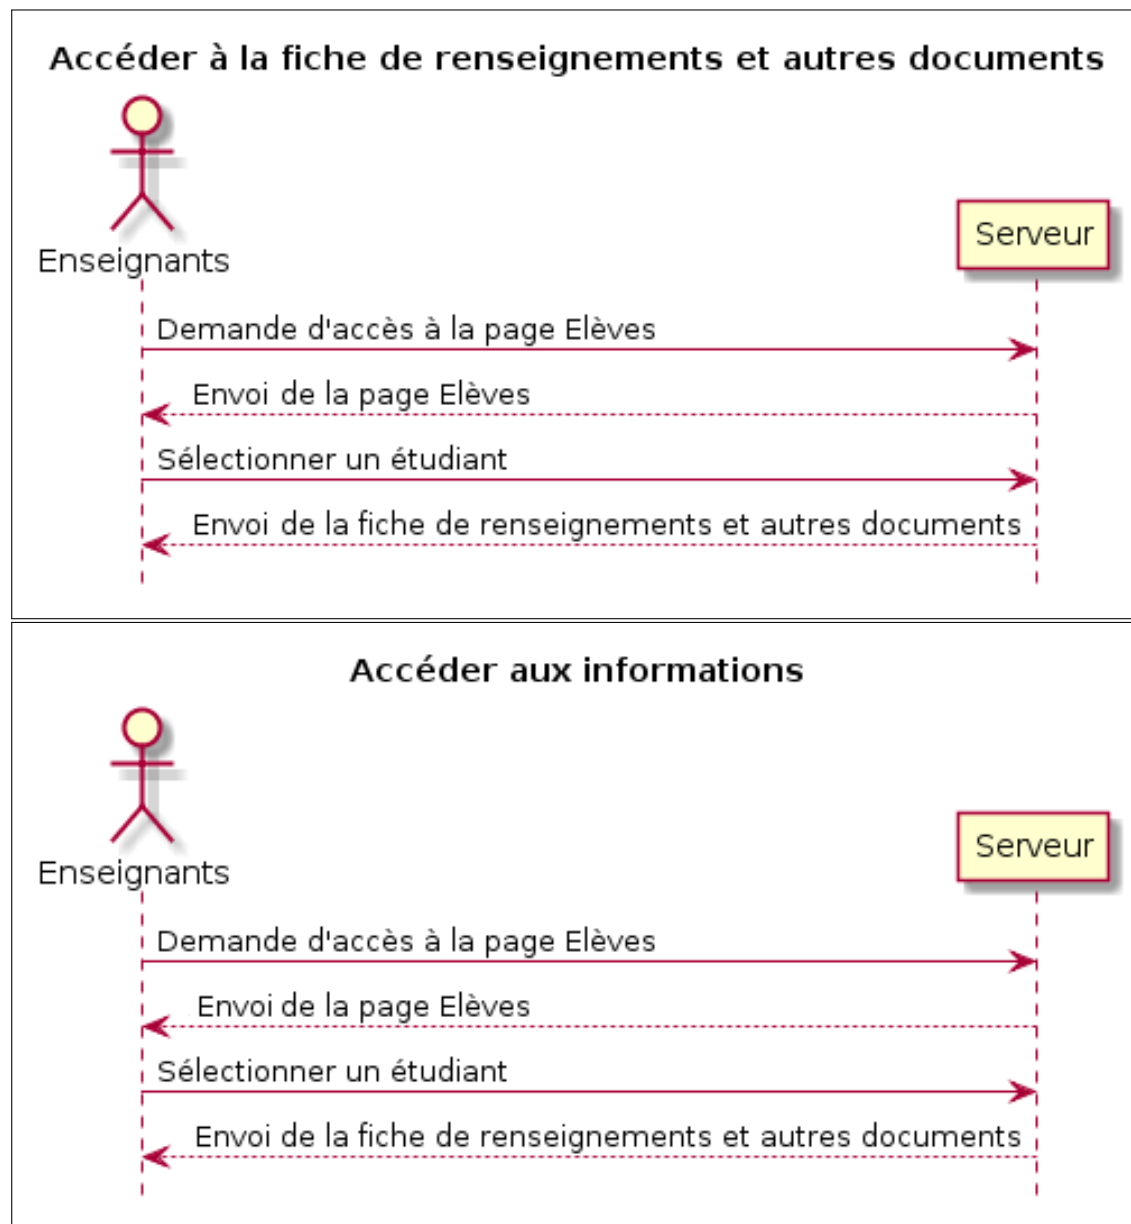 Accéder à la fiche de renseignements et autres documents
Enseignants
Serveur
Demande d'accès à la page Elèves
Envoi de la page Elèves
Sélectionner un étudiant
Envoi de la fiche de renseignements et autres documents
Accéder aux informations
Enseignants
Serveur
Demande d'accès à la page Elèves
Envoi de la page Elèves
Sélectionner un étudiant
Envoi de la fiche de renseignements et autres documents